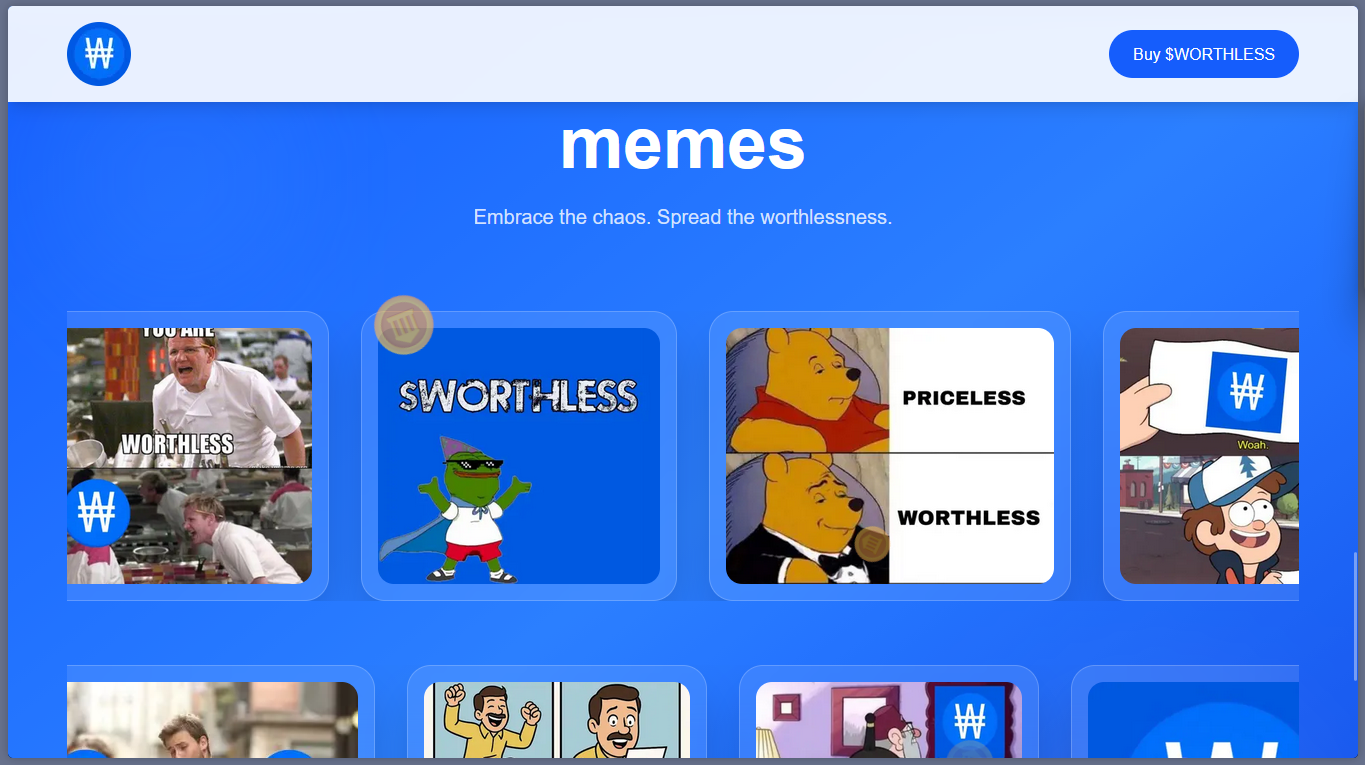 ₩
Buy $WORTHLESS
memes
Embrace the chaos. Spread the worthlessness.
YOU ARE
WORTHLESS
₩
$WORTHLESS
PRICELESS
WORTHLESS
₩
Woah.
₩